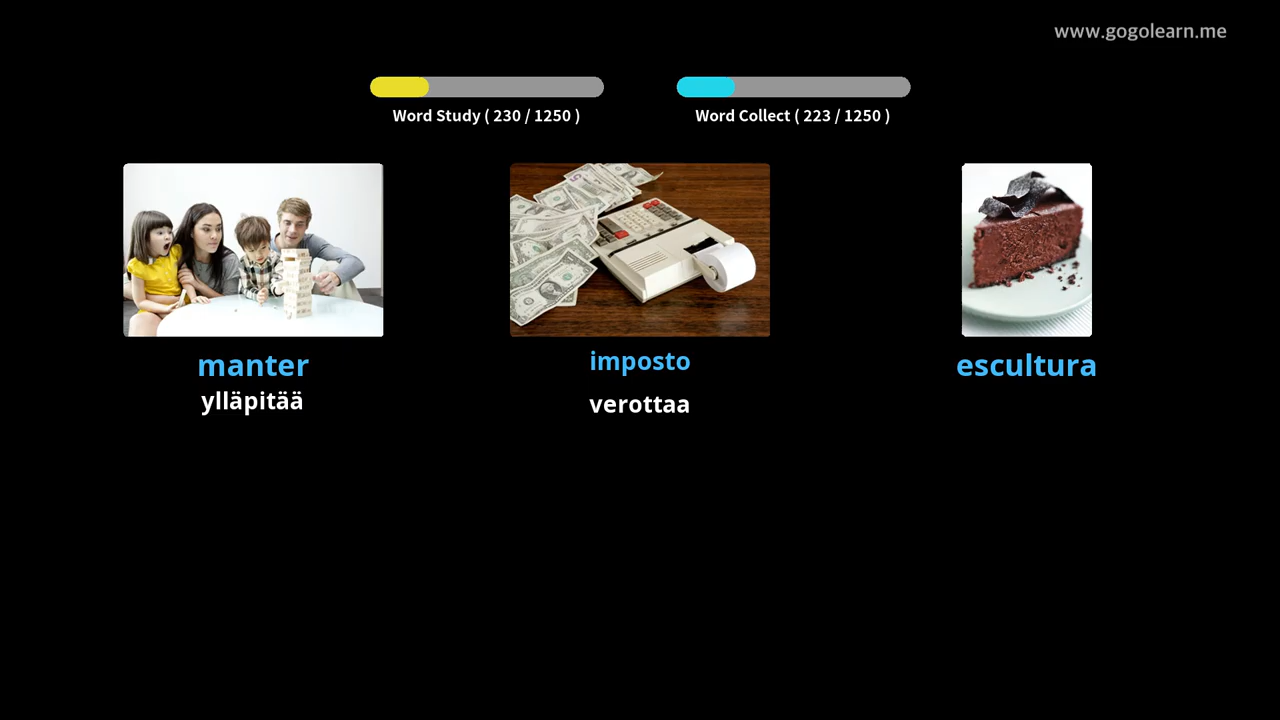 www.gogolearn.me
Word Study ( 230 / 1250 )
Word Collect ( 223 / 1250 )
manter
ylläpitää
imposto
verottaa
escultura